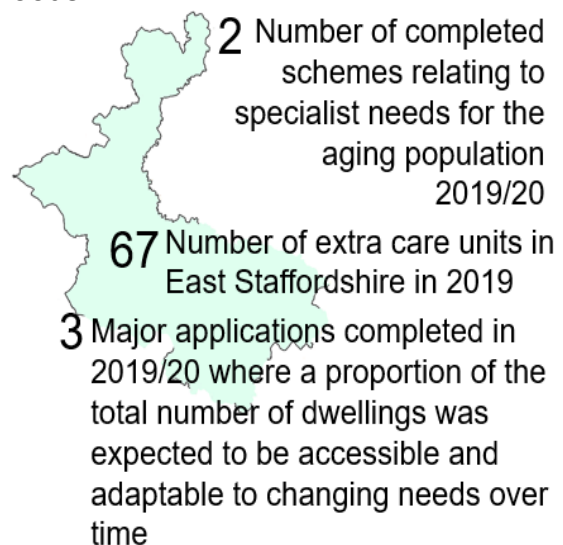 2 Number of completed
schemes relating to
specialist needs for the
aging population
2019/20
67 Number of extra care units in
East Staffordshire in 2019
3 Major applications completed in
2019/20 where a proportion of the
total number of dwellings was
expected to be accessible and
adaptable to changing needs over
time